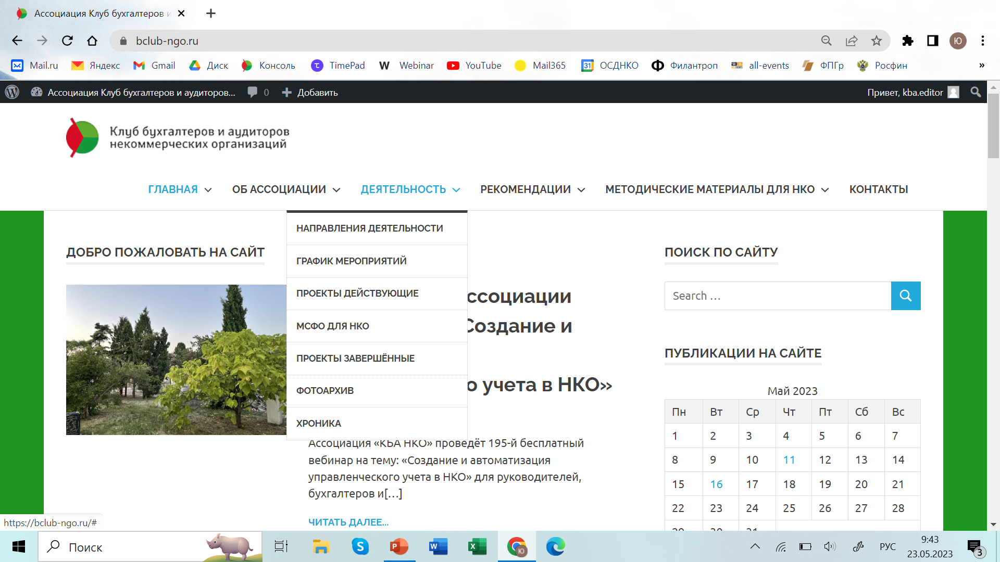 Ассоциация Клуб бухгалтеров и
bclub-ngo.ru
Ю
Mail.ru
Яндекс
Gmail
Диск
Консоль
TimePad
Webinar
YouTube
Mail365
31
ОСДНКО
Филантроп
all-events
ФПГр
Росфин
»
Ассоциация Клуб бухгалтеров и аудиторов...
0
Добавить
Привет, kba.editor
Клуб бухгалтеров и аудиторов
некоммерческих организаций
ГЛАВНАЯ
ОБ АССОЦИАЦИИ
ДЕЯТЕЛЬНОСТЬ
РЕКОМЕНДАЦИИ
МЕТОДИЧЕСКИЕ МАТЕРИАЛЫ ДЛЯ НКО
КОНТАКТЫ
НАПРАВЛЕНИЯ ДЕЯТЕЛЬНОСТИ
ГРАФИК МЕРОПРИЯТИЙ
ПРОЕКТЫ ДЕЙСТВУЮЩИЕ
МСФО ДЛЯ НКО
ПРОЕКТЫ ЗАВЕРШЁННЫЕ
ФОТОАРХИВ
ХРОНИКА
ДОБРО ПОЖАЛОВАТЬ НА САЙТ
ссоциации
Создание и
о учета в НКО»
Ассоциация «КБА НКО» проведёт 195-й бесплатный
вебинар на тему: «Создание и автоматизация
управленческого учета в НКО» для руководителей,
бухгалтеров и[…]
ЧИТАТЬ ДАЛЕЕ...
ПОИСК ПО САЙТУ
Search …
ПУБЛИКАЦИИ НА САЙТЕ
Май 2023
Пн Вт Ср Чт Пт Сб Вс
1 2 3 4 5 6 7
8 9 10 11 12 13 14
15 16 17 18 19 20 21
22 23 24 25 26 27 28
29 30 31
https://bclub-ngo.ru/#
Поиск
РУС
9:43
23.05.2023
3